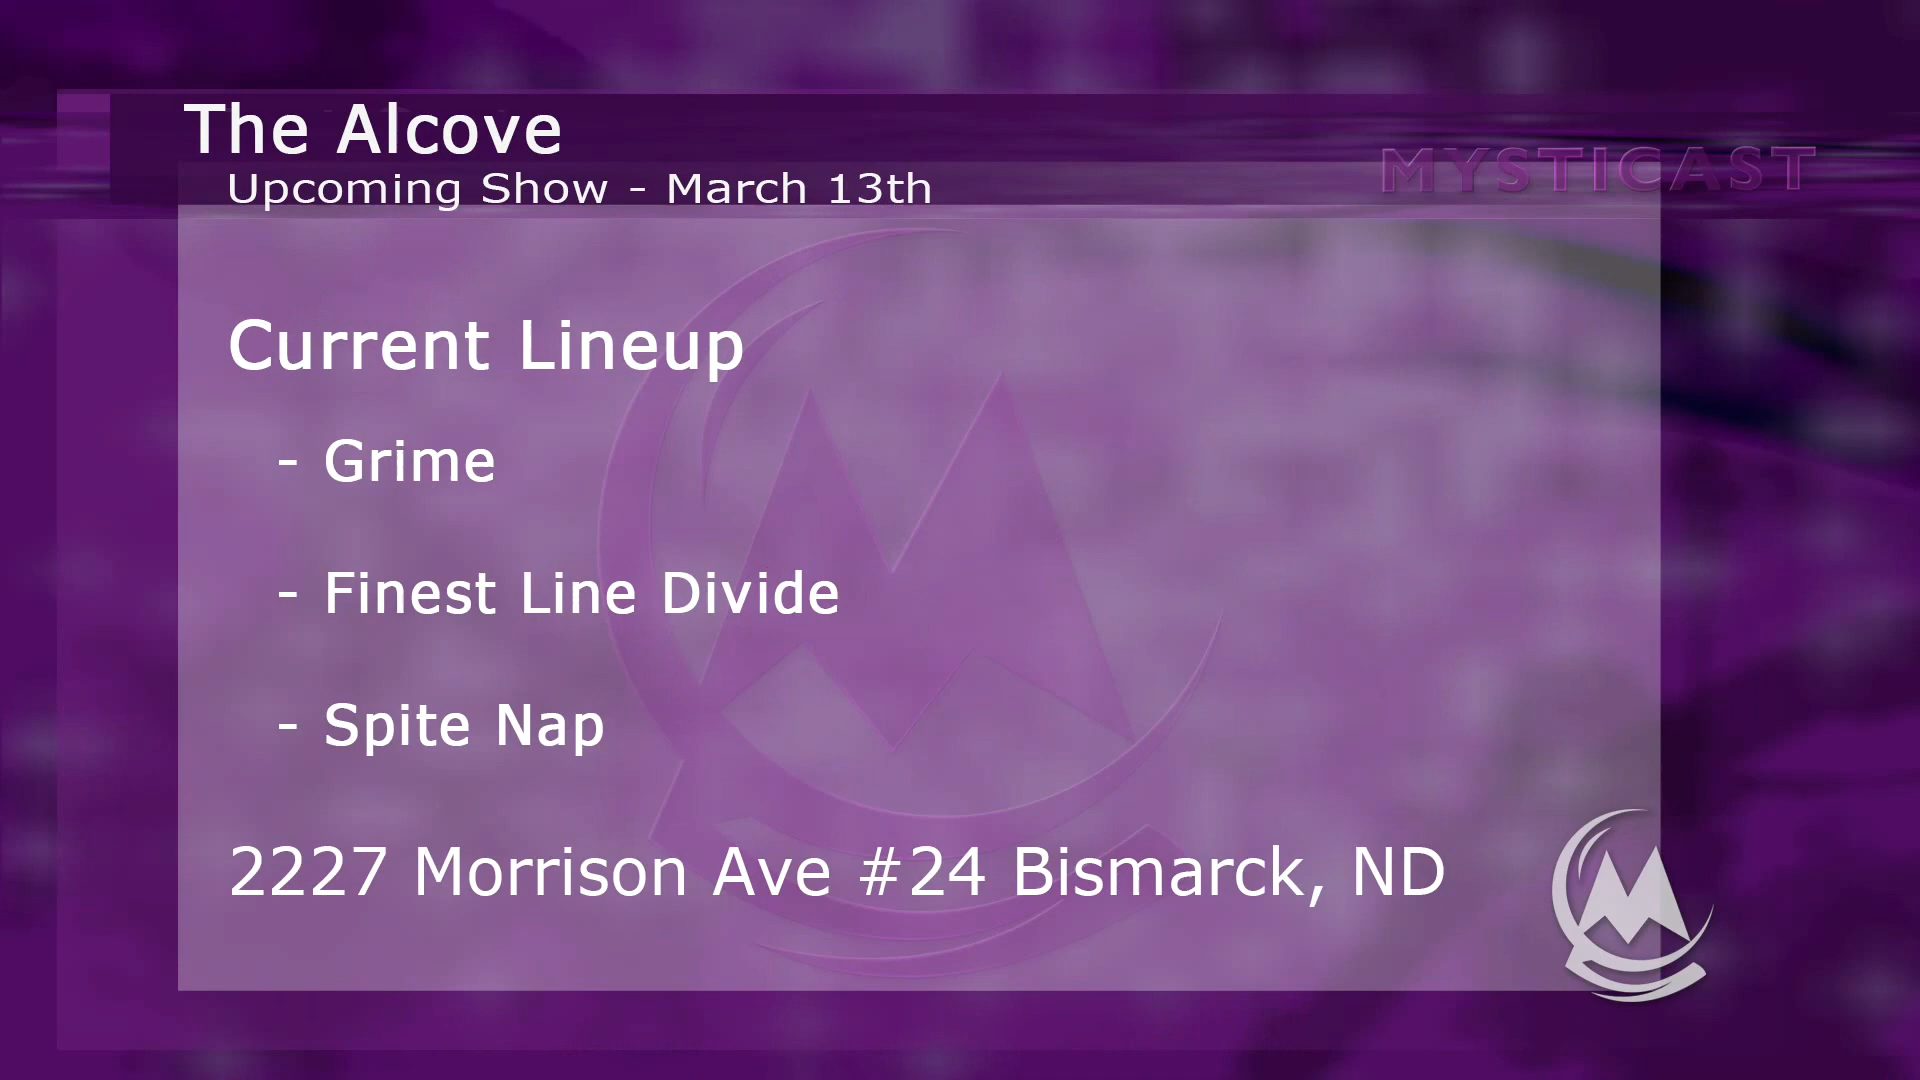 The Alcove
Upcoming Show - March 13th
MYSTICAST
Current Lineup
- Grime
- Finest Line Divide
- Spite Nap
2227 Morrison Ave #24 Bismarck, ND